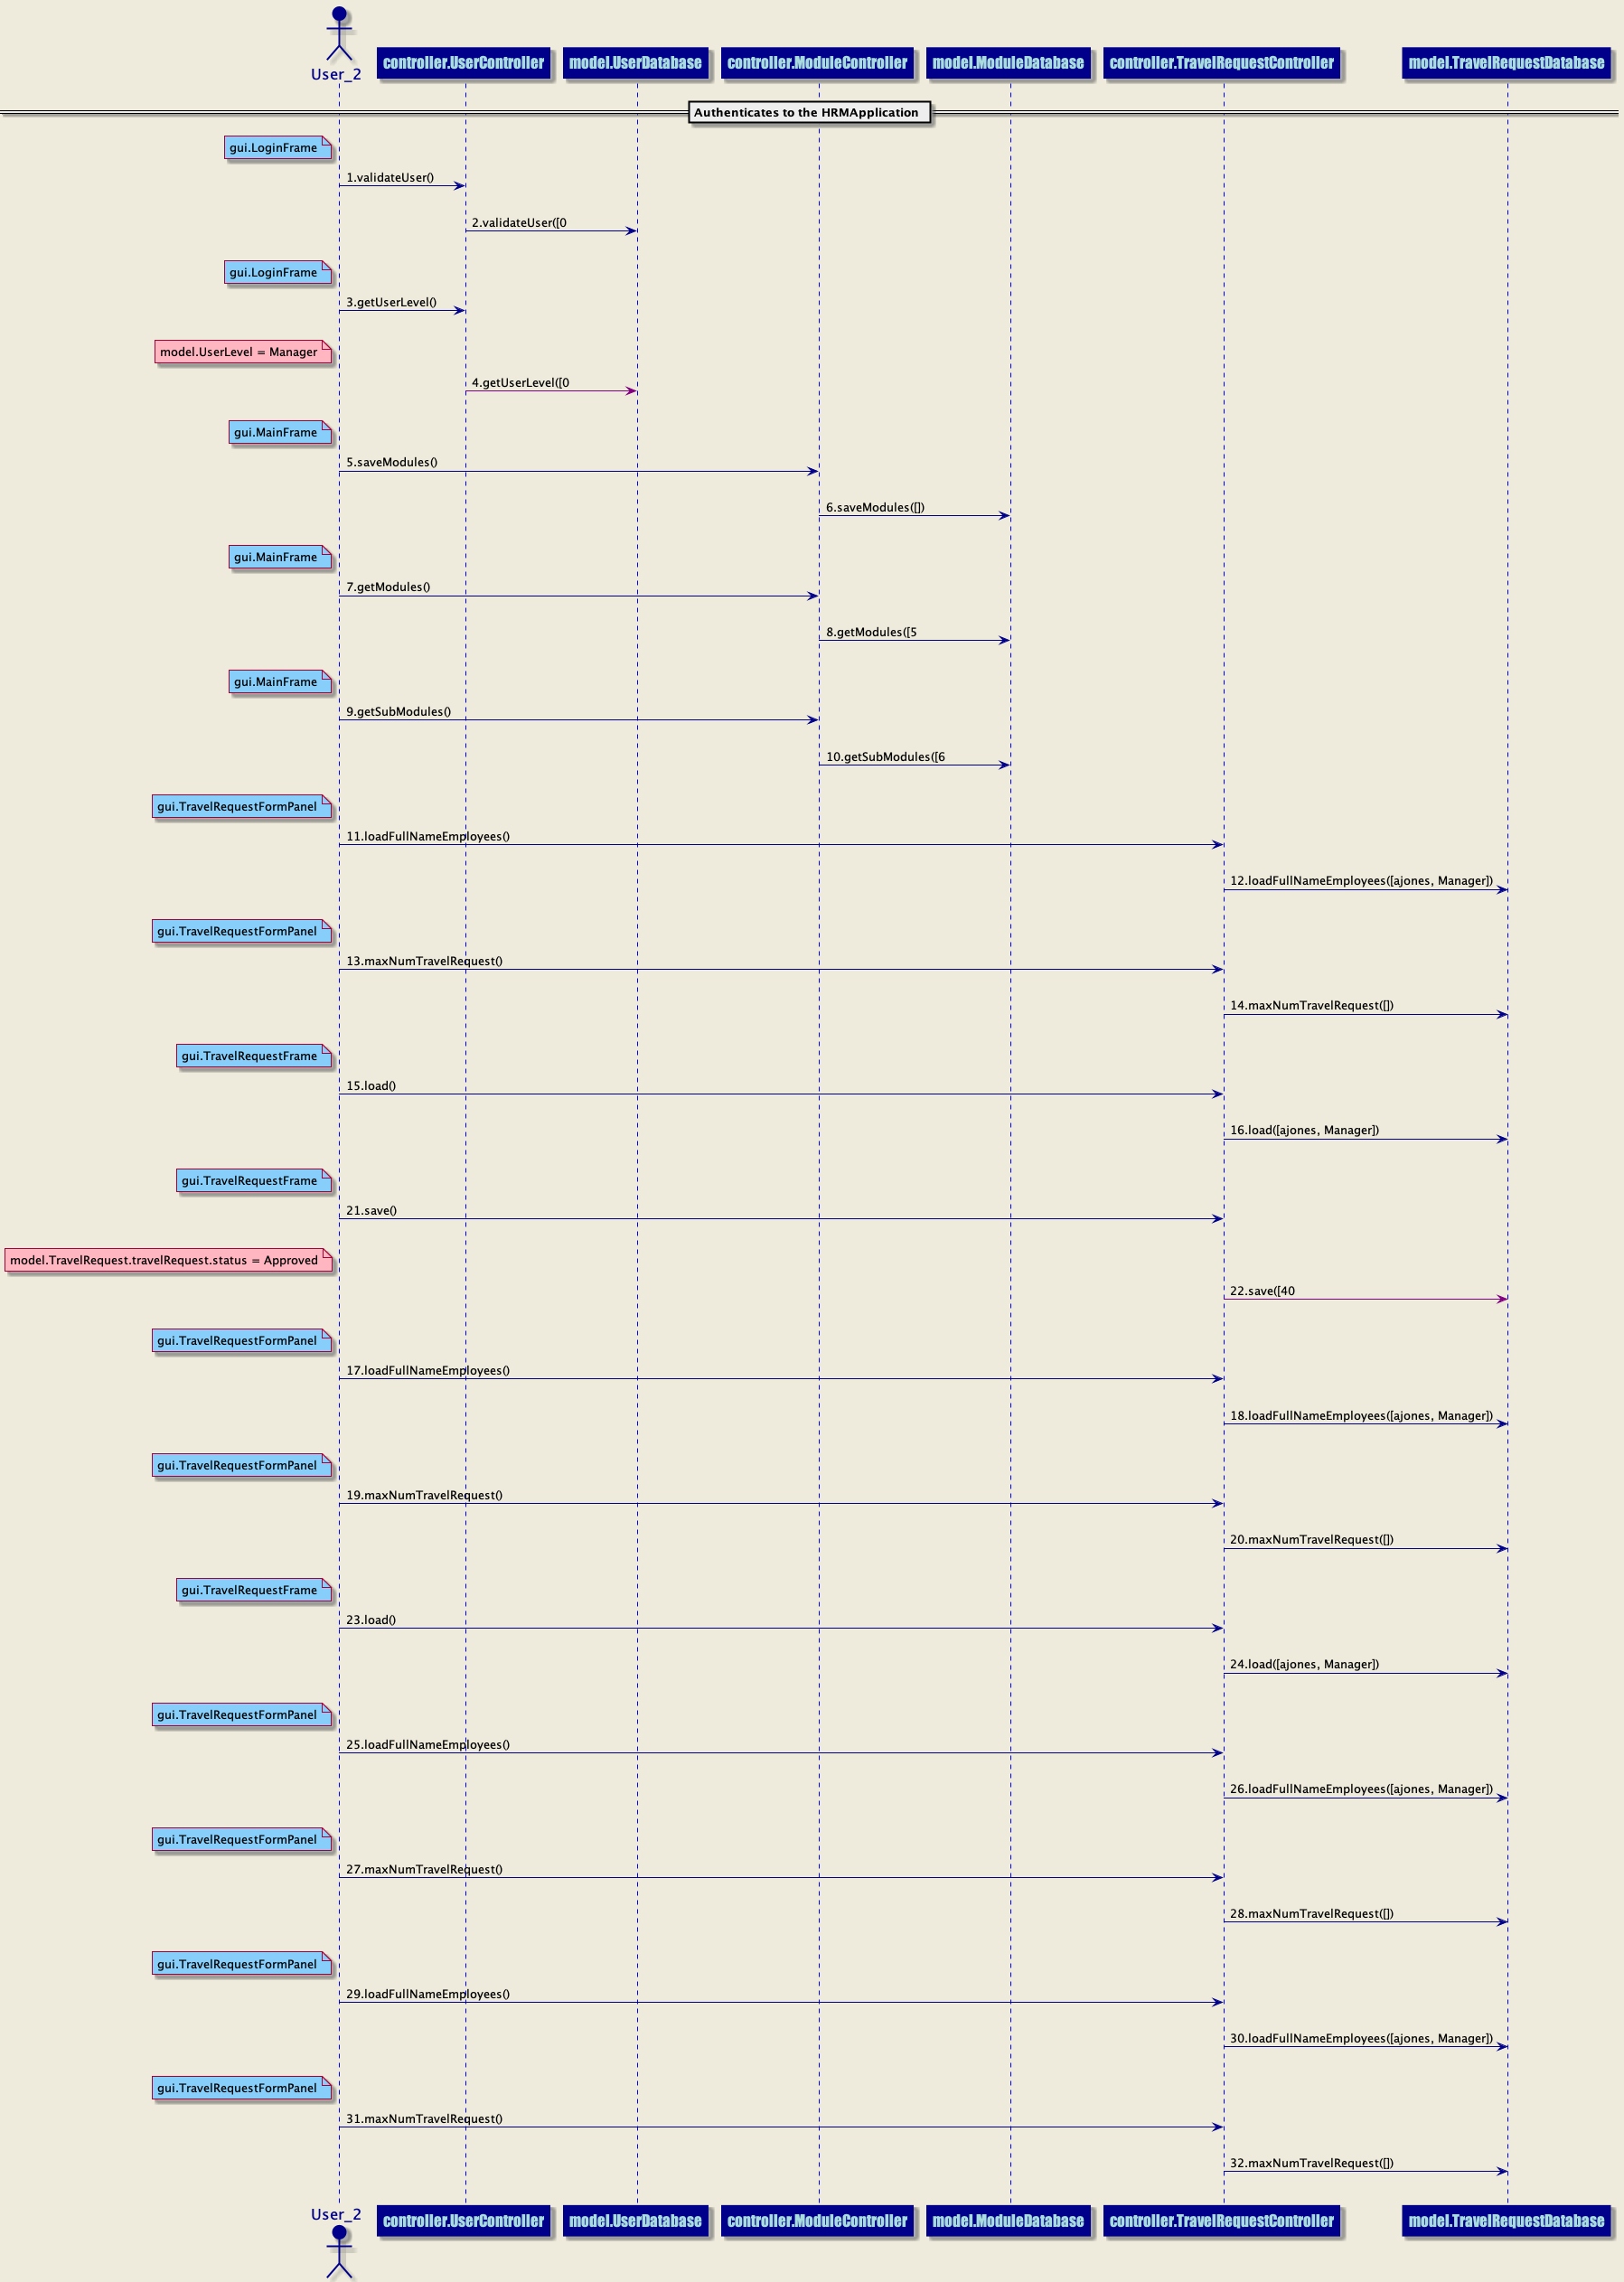 User_2
controller.UserController
model.UserDatabase
controller.ModuleController
model.ModuleDatabase
controller.TravelRequestController
model.TravelRequestDatabase
Authenticates to the HRMApplication
gui.LoginFrame
1.validateUser()
2.validateUser([0
gui.LoginFrame
3.getUserLevel()
model.UserLevel = Manager
4.getUserLevel([0
gui.MainFrame
5.saveModules()
6.saveModules([])
gui.MainFrame
7.getModules()
8.getModules([5
gui.MainFrame
9.getSubModules()
10.getSubModules([6
gui.TravelRequestFormPanel
11.loadFullNameEmployees()
12.loadFullNameEmployees([ajones, Manager])
gui.TravelRequestFormPanel
13.maxNumTravelRequest()
14.maxNumTravelRequest([])
gui.TravelRequestFrame
15.load()
16.load([ajones, Manager])
gui.TravelRequestFrame
21.save()
model.TravelRequest.travelRequest.status = Approved
22.save([40
gui.TravelRequestFormPanel
17.loadFullNameEmployees()
18.loadFullNameEmployees([ajones, Manager])
gui.TravelRequestFormPanel
19.maxNumTravelRequest()
20.maxNumTravelRequest([])
gui.TravelRequestFrame
23.load()
24.load([ajones, Manager])
gui.TravelRequestFormPanel
25.loadFullNameEmployees()
26.loadFullNameEmployees([ajones, Manager])
gui.TravelRequestFormPanel
27.maxNumTravelRequest()
28.maxNumTravelRequest([])
gui.TravelRequestFormPanel
29.loadFullNameEmployees()
30.loadFullNameEmployees([ajones, Manager])
gui.TravelRequestFormPanel
31.maxNumTravelRequest()
32.maxNumTravelRequest([])
User_2
controller.UserController
model.UserDatabase
controller.ModuleController
model.ModuleDatabase
controller.TravelRequestController
model.TravelRequestDatabase